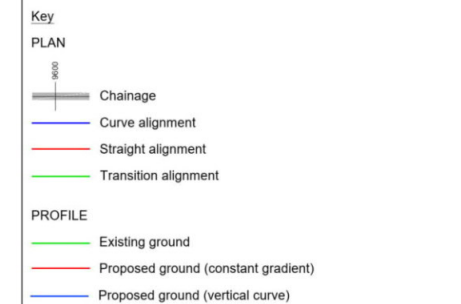 Key
PLAN
9600
Chainage
Curve alignment
Straight alignment
Transition alignment
PROFILE
Existing ground
Proposed ground (constant gradient)
Proposed ground (vertical curve)